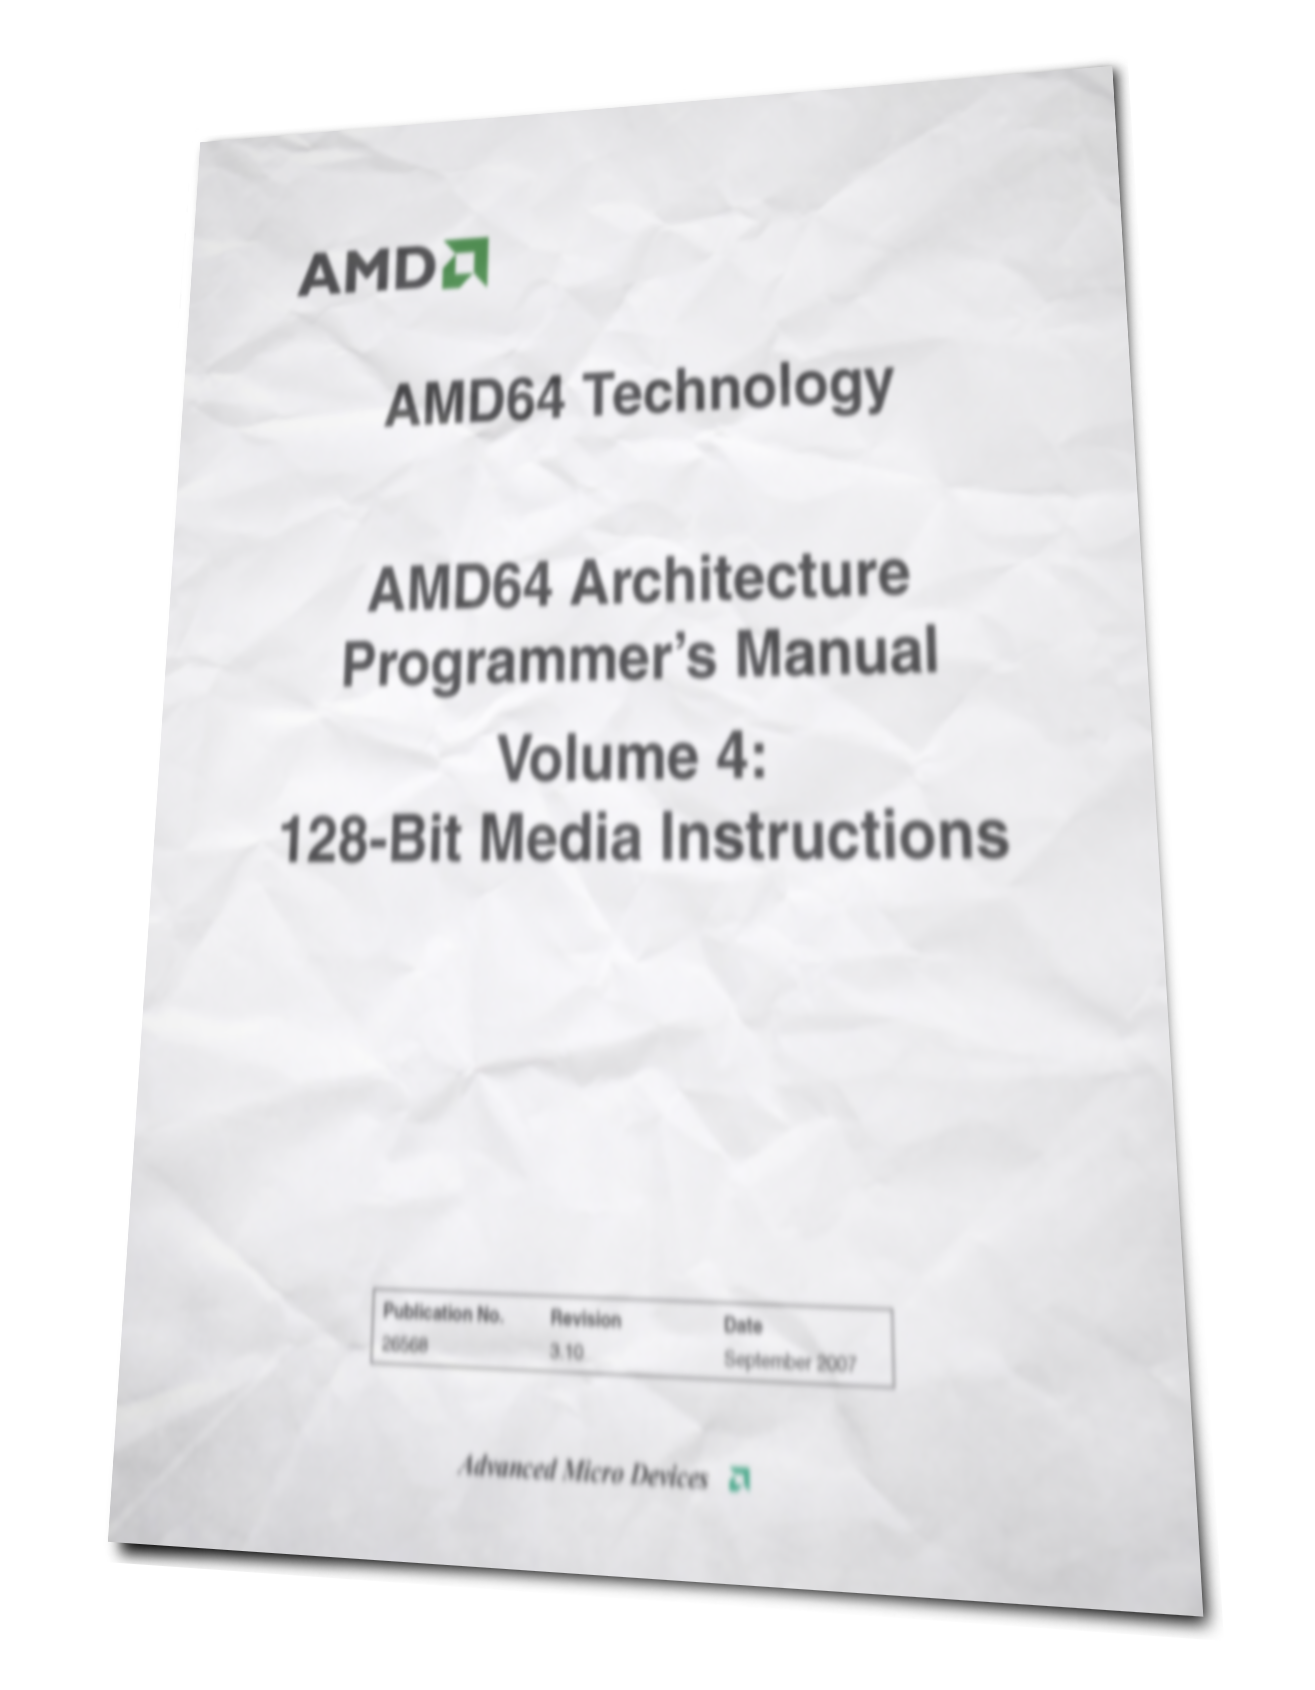 AMD
AMD64 Technology
AMD64 Architecture
Programmer’s Manual
Volume 4:
128-Bit Media Instructions
Publication No. Revision Date
26568 3.10 September 2007
Advanced Micro Devices